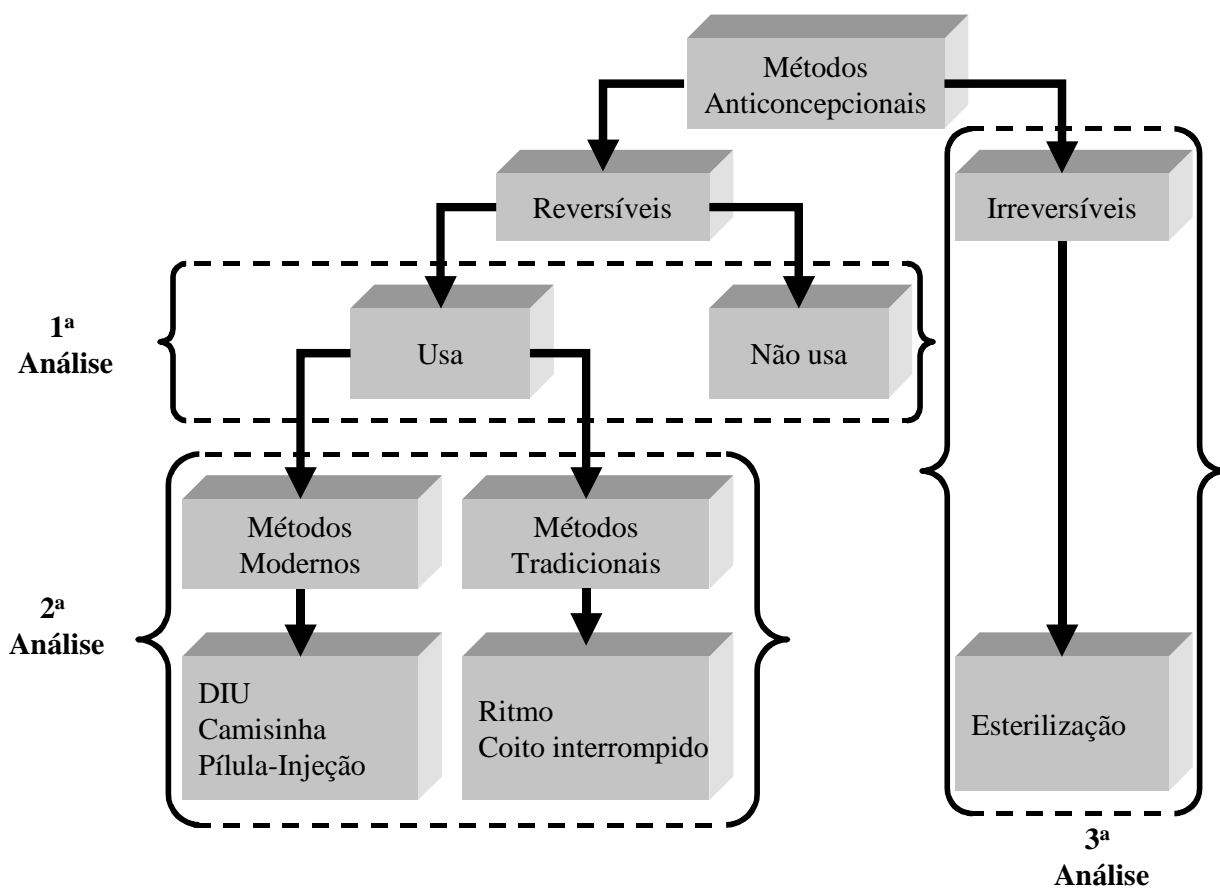 Métodos
Anticoncepcionais
Reversíveis
Irreversíveis
1ª
Análise
Usa
Não usa
Métodos
Modernos
Métodos
Tradicionais
2ª
Análise
DIU
Camisinha
Pílula-Injeção
Ritmo
Coito interrompido
Esterilização
3ª
Análise